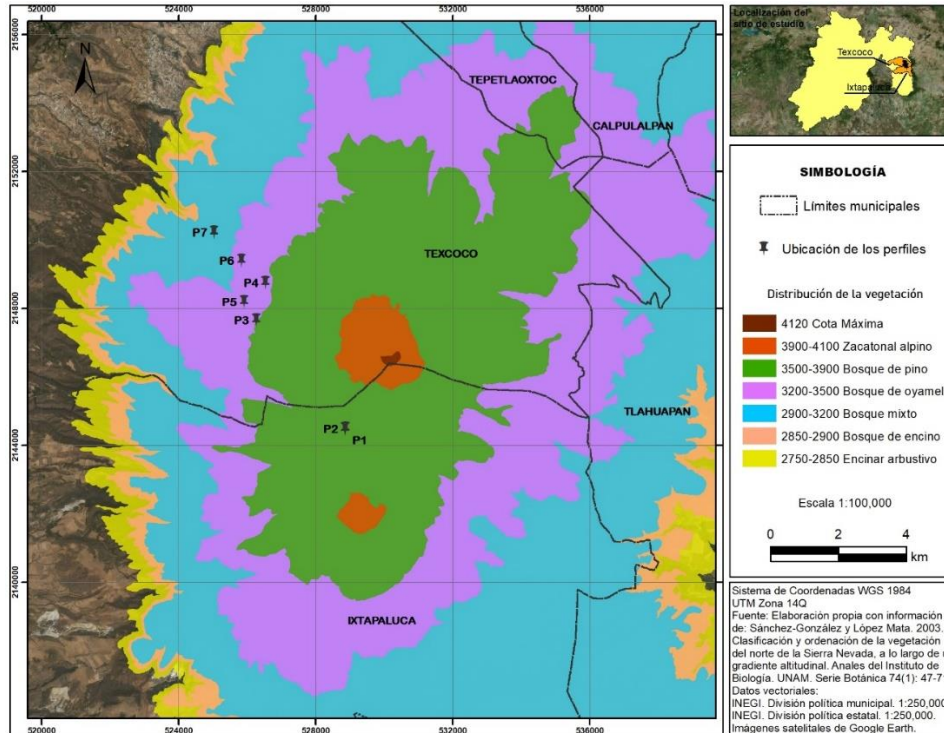 520000 524000 528000 532000 536000
2156000
N
TEPETLAOXTOC
CALPULALPAN
2152000
P7
P6
TEXCOCO
P4
P5
2148000
P3
TLAHUAPAN
2144000
P2
P1
2140000
IXTAPALUCA
520000 524000 528000 532000 536000
Localización del
sitio de estudio
Texcoco
Ixtapaluca
SIMBOLOGÍA
Límites municipales
Ubicación de los perfiles
Distribución de la vegetación
4120 Cota Máxima
3900-4100 Zacatonal alpino
3500-3900 Bosque de pino
3200-3500 Bosque de oyamel
2900-3200 Bosque mixto
2850-2900 Bosque de encino
2750-2850 Encinar arbustivo
Escala 1:100,000
0 2 4
km
Sistema de Coordenadas WGS 1984
UTM Zona 14Q
Fuente: Elaboración propia con información
de: Sánchez-González y López Mata. 2003.
Clasificación y ordenación de la vegetación
del norte de la Sierra Nevada, a lo largo de
gradiente altitudinal. Anales del Instituto de
Biología. UNAM. Serie Botánica 74(1): 47-7
Datos vectoriales:
INEGI. División política municipal. 1:250,000
INEGI. División política estatal. 1:250,000.
Imágenes satelitales de Google Earth.